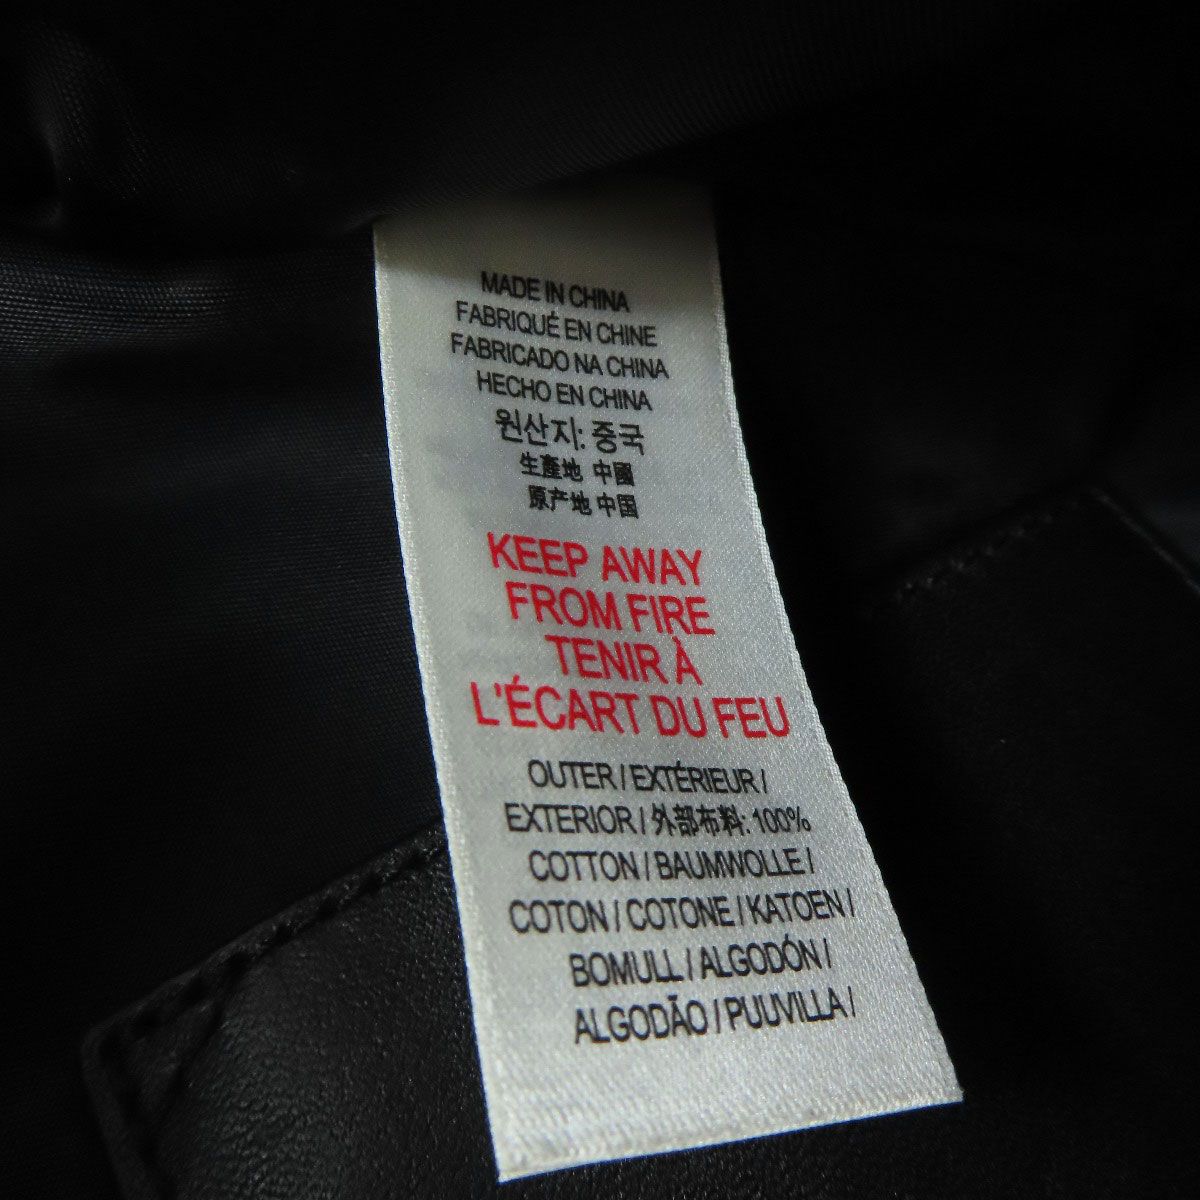 MADE IN CHINA
FABRIQUÉ EN CHINE
FABRICADO NA CHINA
HECHO EN CHINA
원산지: 중국
生產地 中國
原产地 中国
KEEP AWAY
FROM FIRE
TENIR À
L'ÉCART DU FEU
OUTER / EXTÉRIEUR /
EXTERIOR / 外部布料: 100%
COTTON / BAUMWOLLE /
COTON / COTONE / KATOEN /
BOMULL / ALGODÓN /
ALGODÃO / PUUVILLA /